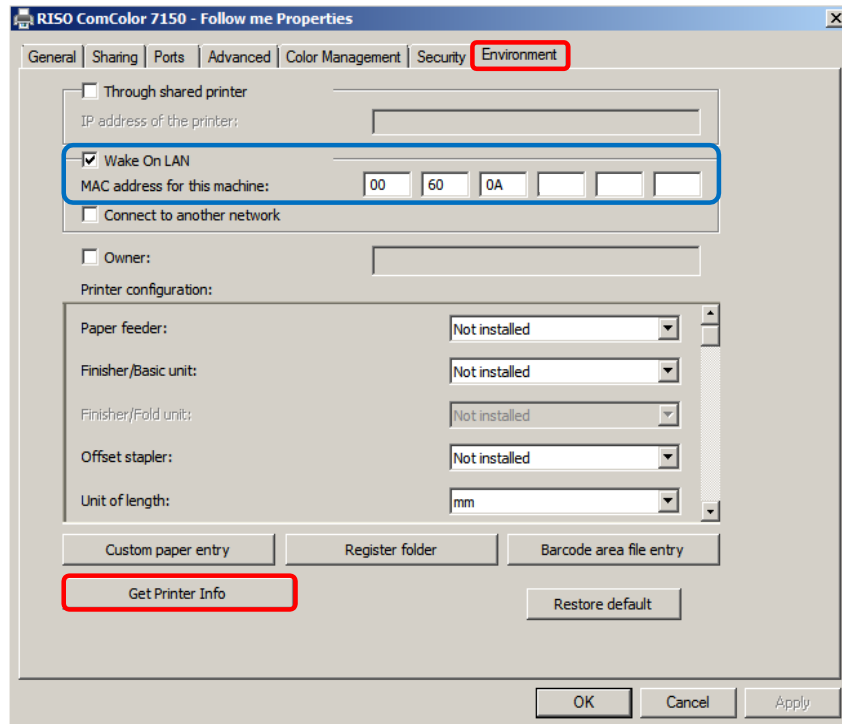 RISO ComColor 7150 - Follow me Properties
General Sharing Ports Advanced Color Management Security Environment
Through shared printer
IP address of the printer:
Wake On LAN
MAC address for this machine: 00 60 0A
Connect to another network
Owner:
Printer configuration:
Paper feeder: Not installed
Finisher/Basic unit: Not installed
Finisher/Fold unit: Not installed
Offset stapler: Not installed
Unit of length: mm
Custom paper entry Register folder Barcode area file entry
Get Printer Info Restore default
OK Cancel Apply